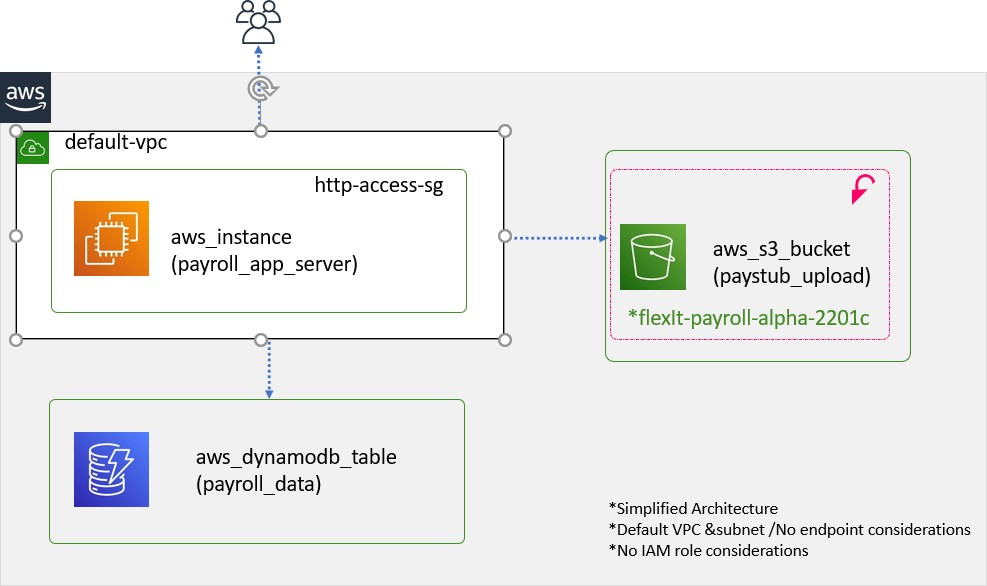 aws
default-vpc
http-access-sg
aws_instance
(payroll_app_server)
aws_s3_bucket
(paystub_upload)
*flexIt-payroll-alpha-2201c
aws_dynamodb_table
(payroll_data)
*Simplified Architecture
*Default VPC &subnet /No endpoint considerations
*No IAM role considerations